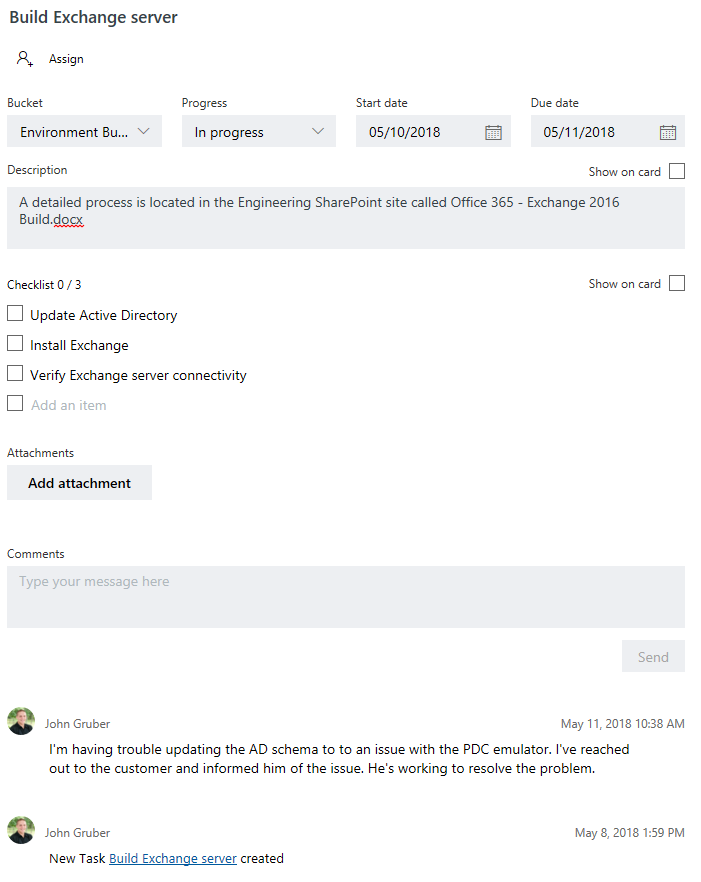 Build Exchange server
Assign
Bucket Progress Start date Due date
Environment Bu... In progress 05/10/2018 05/11/2018
Description Show on card
A detailed process is located in the Engineering SharePoint site called Office 365 - Exchange 2016
Build.docx
Checklist 0 / 3 Show on card
Update Active Directory
Install Exchange
Verify Exchange server connectivity
Add an item
Attachments
Add attachment
Comments
Type your message here
Send
John Gruber May 11, 2018 10:38 AM
I'm having trouble updating the AD schema to to an issue with the PDC emulator. I've reached
out to the customer and informed him of the issue. He's working to resolve the problem.
John Gruber May 8, 2018 1:59 PM
New Task Build Exchange server created